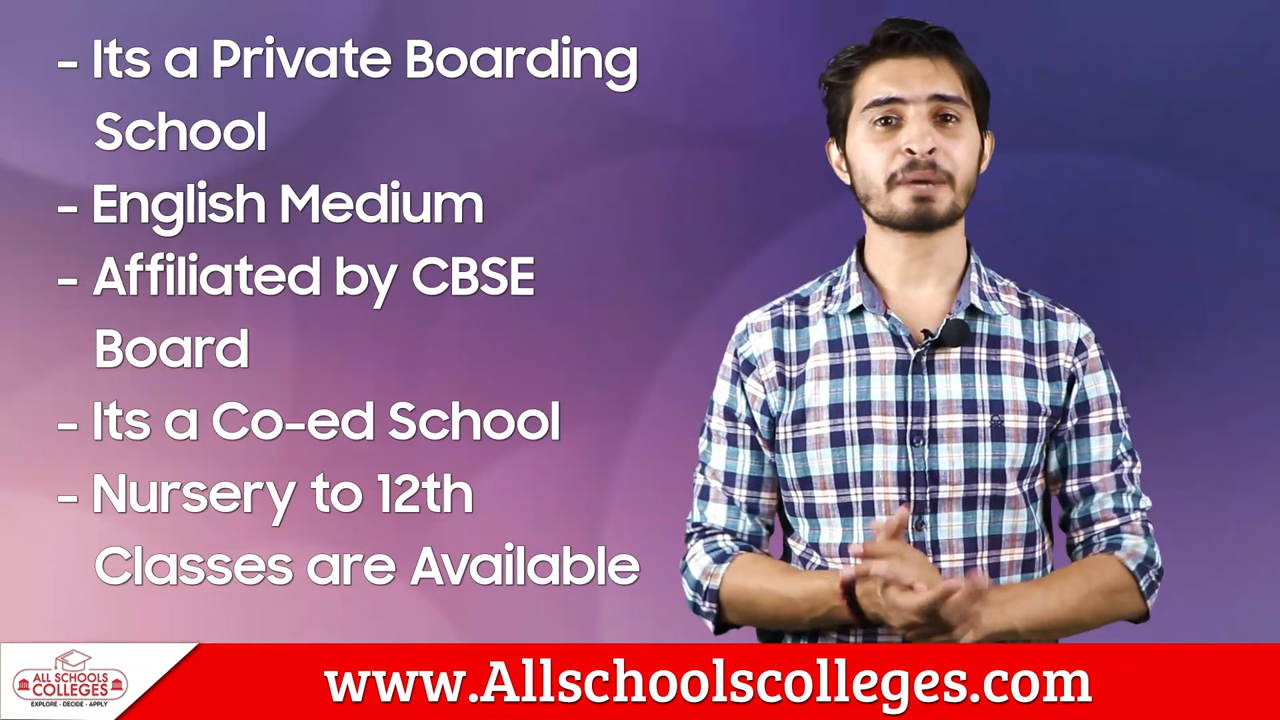 - Its a Private Boarding
School
- English Medium
- Affiliated by CBSE
Board
- Its a Co-ed School
- Nursery to 12th
Classes are Available
ALL SCHOOLS
COLLEGES
EXPLORE - DECIDE - APPLY
www.Allschoolscolleges.com